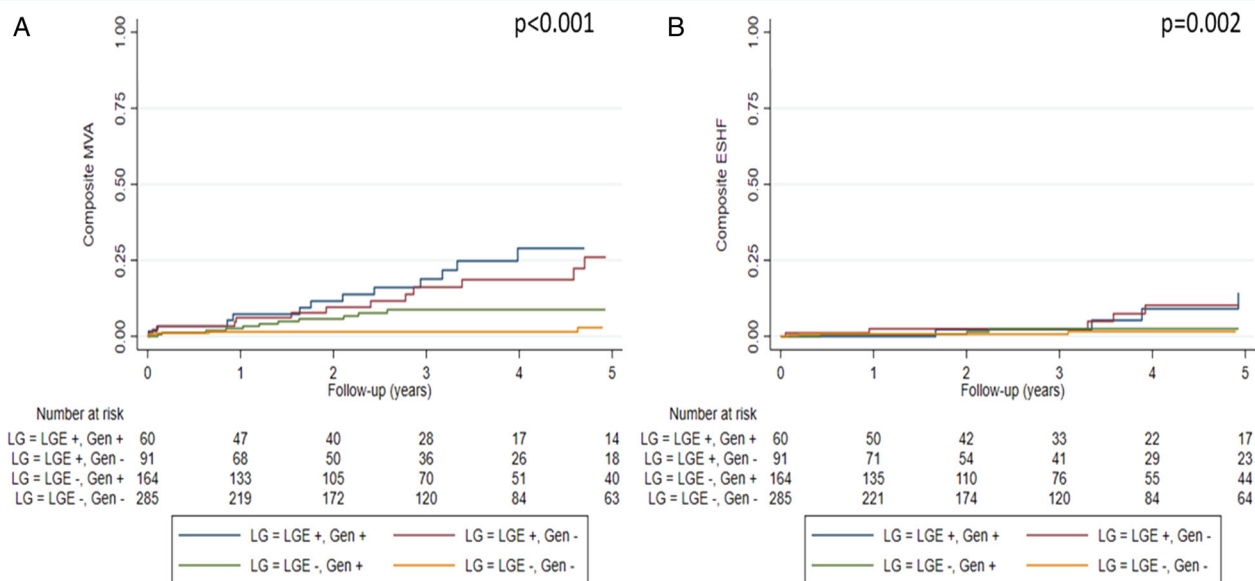 A
p<0.001
Composite MVA
1.00
0.75
0.50
0.25
0.00
0 1 2 3 4 5
Follow-up (years)
Number at risk
LG = LGE +, Gen + 60 47 40 28 17 14
LG = LGE +, Gen - 91 68 50 36 26 18
LG = LGE -, Gen + 164 133 105 70 51 40
LG = LGE -, Gen - 285 219 172 120 84 63
LG = LGE +, Gen + LG = LGE +, Gen -
LG = LGE -, Gen + LG = LGE -, Gen -
B
p=0.002
Composite ESHF
1.00
0.75
0.50
0.25
0.00
0 1 2 3 4 5
Follow-up (years)
Number at risk
LG = LGE +, Gen + 60 50 42 33 22 17
LG = LGE +, Gen - 91 71 54 41 29 23
LG = LGE -, Gen + 164 135 110 76 55 44
LG = LGE -, Gen - 285 221 174 120 84 64
LG = LGE +, Gen + LG = LGE +, Gen -
LG = LGE -, Gen + LG = LGE -, Gen -